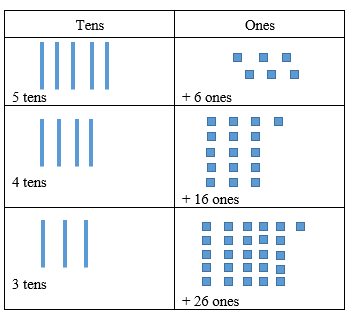 Tens Ones
5 tens + 6 ones
4 tens + 16 ones
3 tens + 26 ones